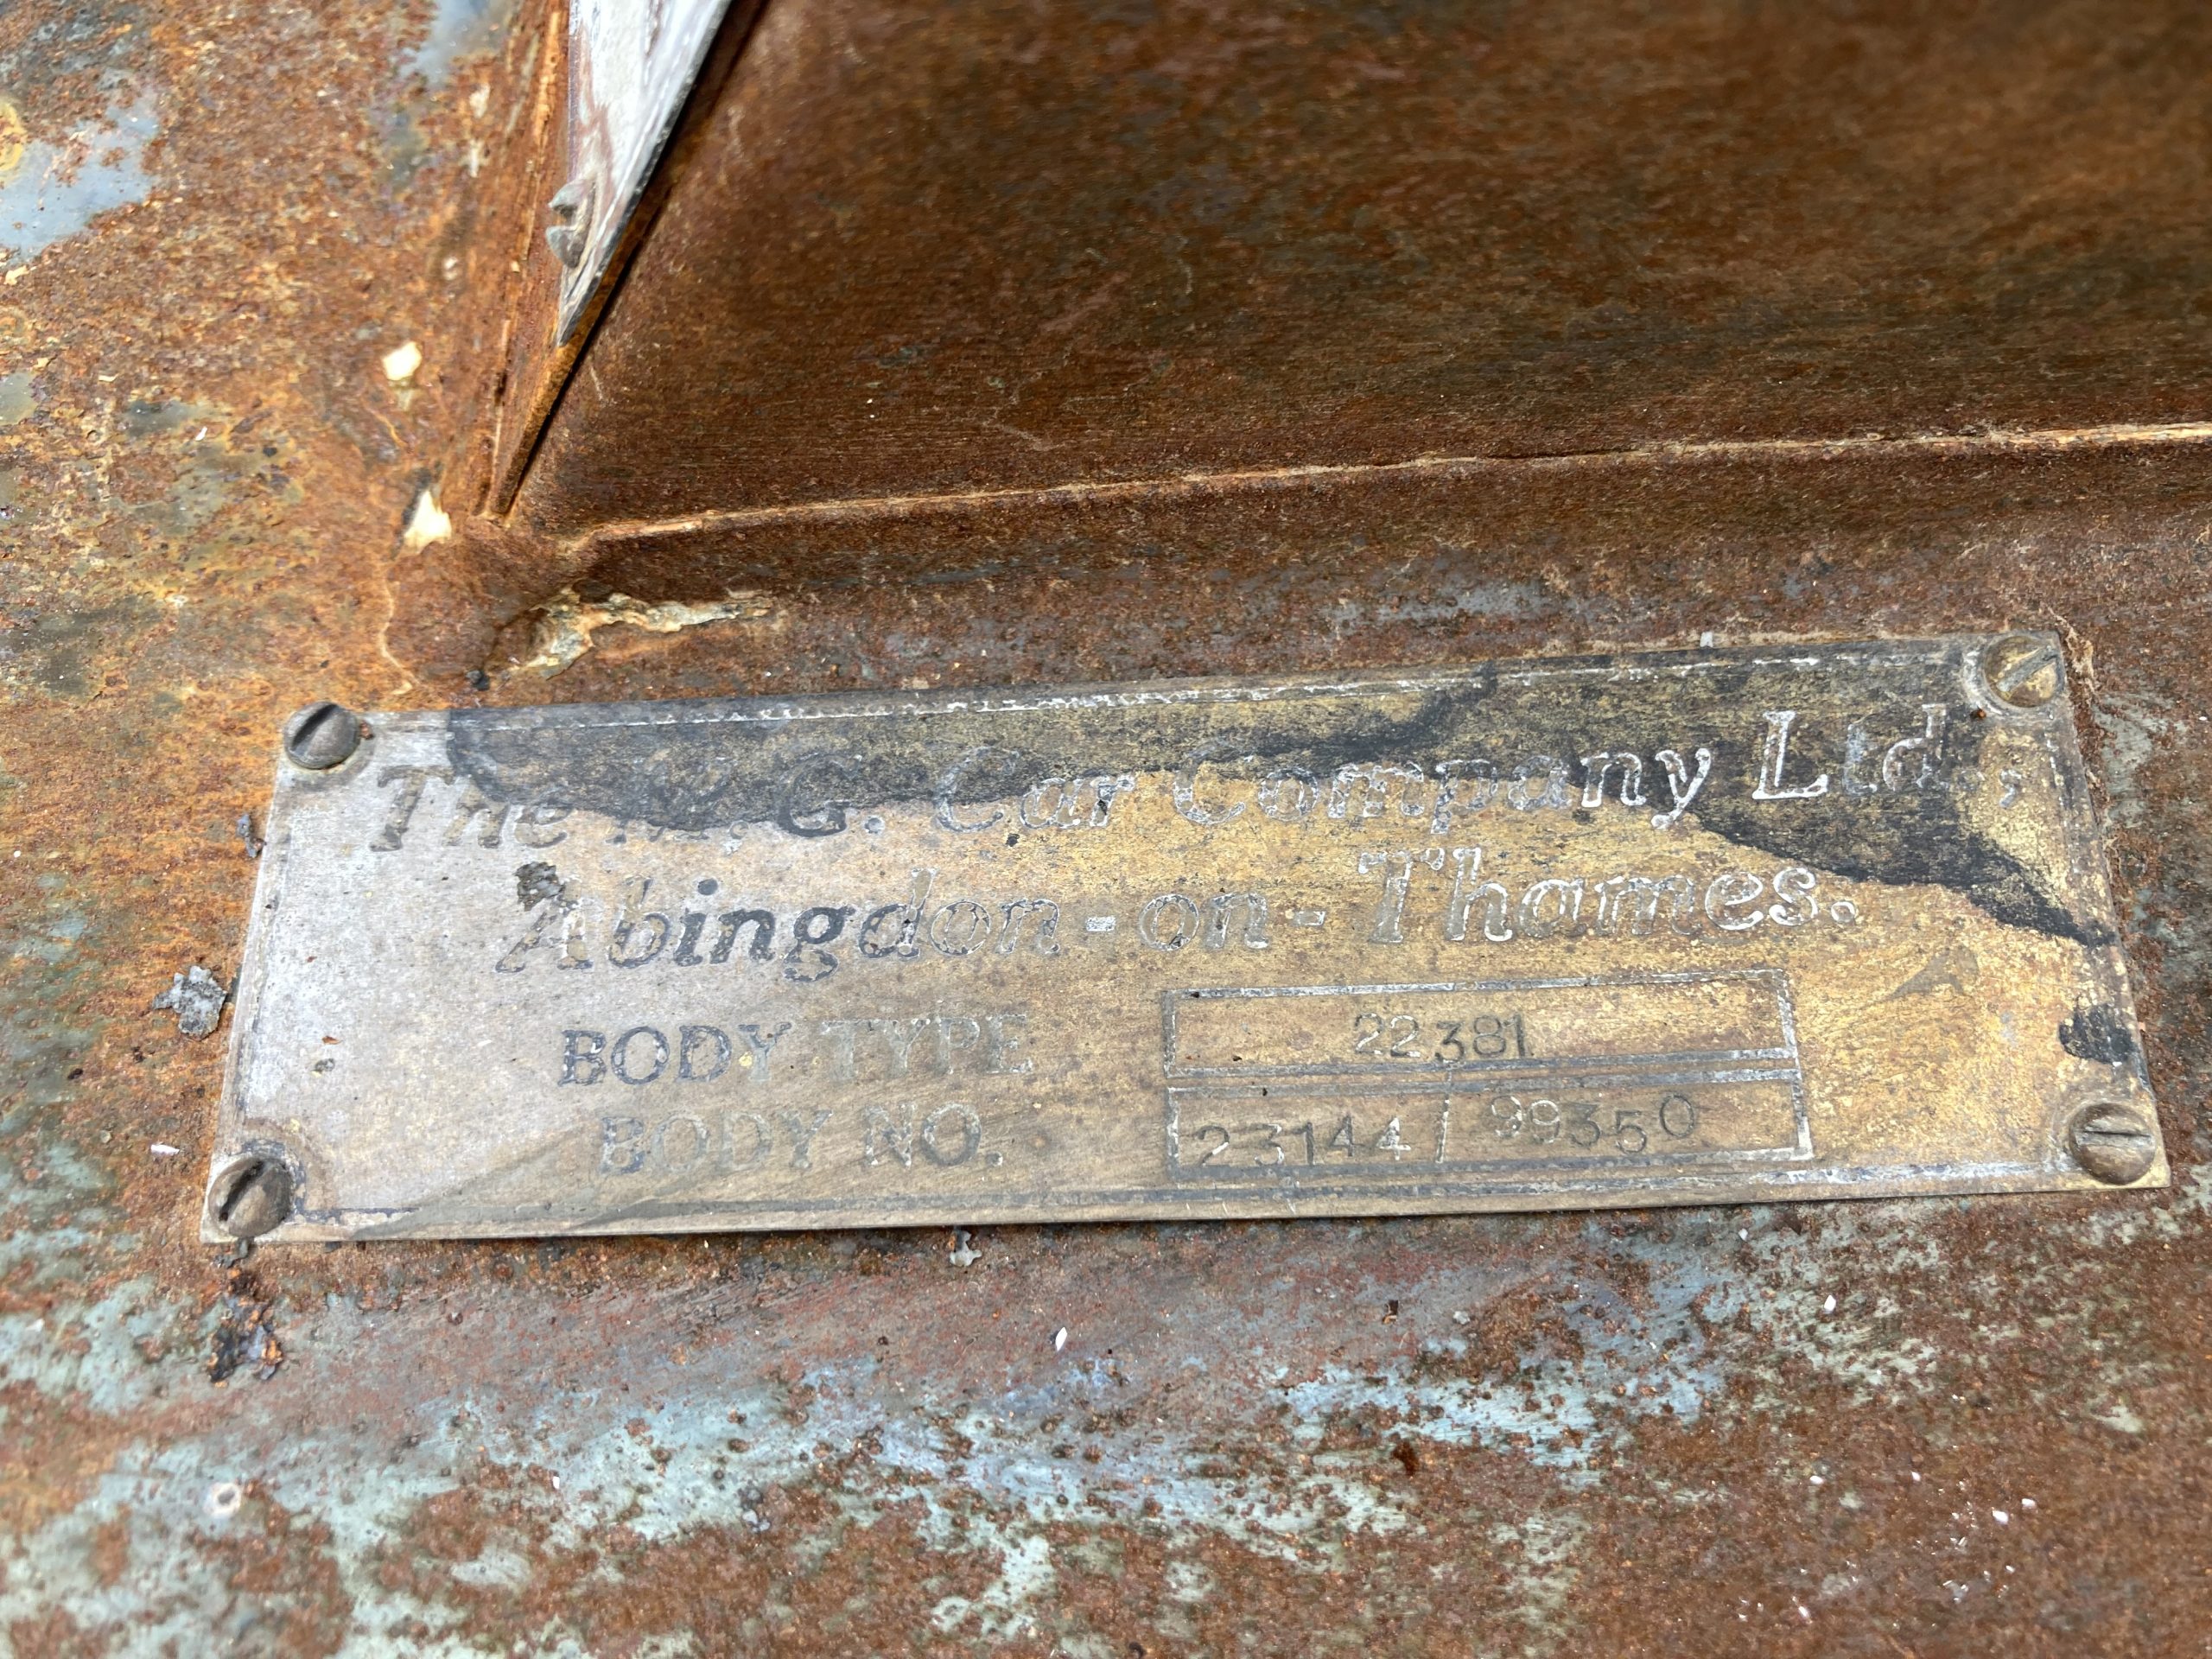 The M.G. Car Company Ltd.,
Abingdon-on-Thames.
BODY TYPE 22381
BODY NO. 23144/99350